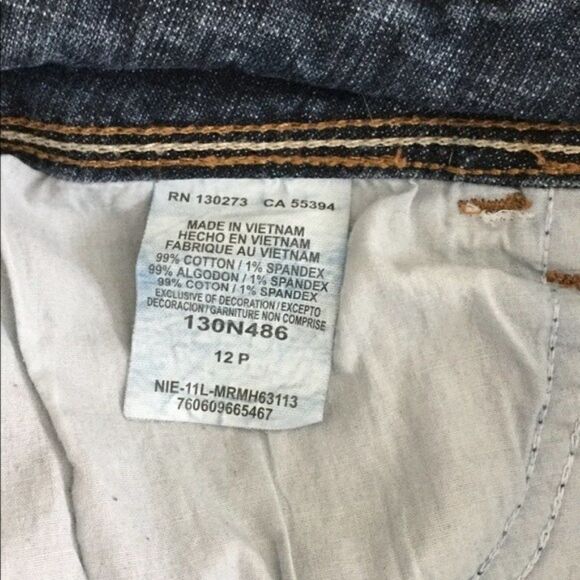 RN 130273 CA 55394
MADE IN VIETNAM
HECHO EN VIETNAM
FABRIQUE AU VIETNAM
99% COTTON / 1% SPANDEX
99% ALGODON / 1% SPANDEX
99% COTON / 1% SPANDEX
EXCLUSIVE OF DECORATION / EXCEPTO
DECORACION / GARNITURE NON COMPRISE
130N486
12 P
NIE-11L-MRMH63113
760609665467